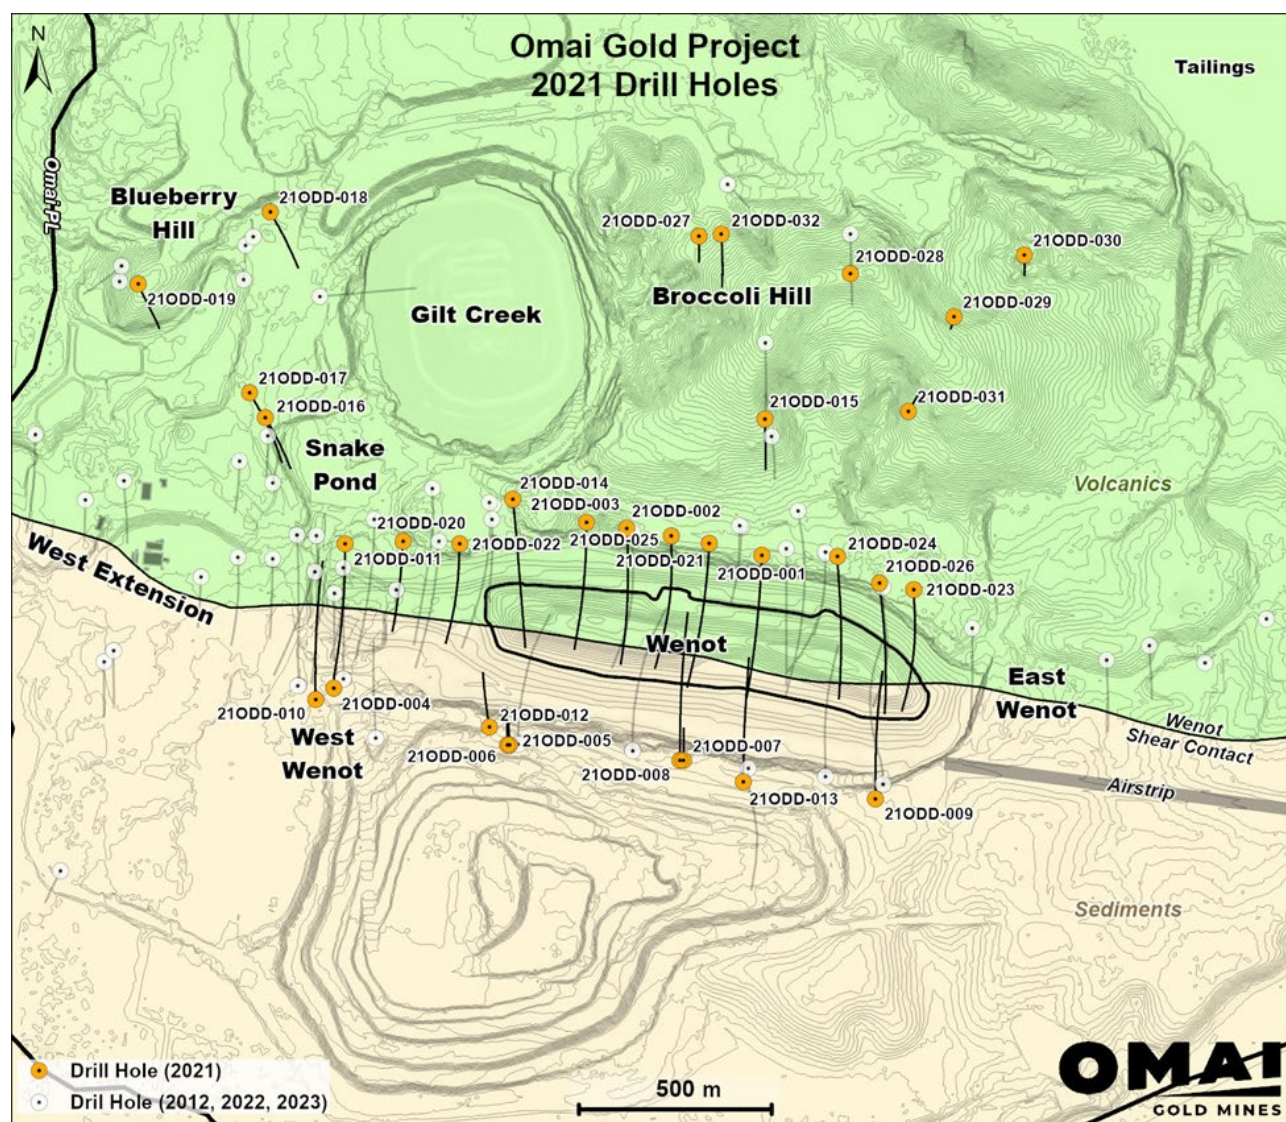 N
Omai Gold Project
2021 Drill Holes
Tailings
Omai PL
Blueberry
Hill
21ODD-018
21ODD-019
Gilt Creek
21ODD-027
21ODD-032
21ODD-028
21ODD-030
21ODD-029
Broccoli Hill
21ODD-017
21ODD-016
21ODD-015
21ODD-031
Snake
Pond
Volcanics
21ODD-014
21ODD-003
21ODD-002
21ODD-020
21ODD-025
21ODD-011
21ODD-022
21ODD-021
21ODD-001
21ODD-024
21ODD-026
21ODD-023
West Extension
Wenot
East
Wenot
21ODD-004
21ODD-010
21ODD-012
21ODD-005
21ODD-006
21ODD-007
21ODD-008
21ODD-013
21ODD-009
West
Wenot
Wenot
Shear Contact
Airstrip
Sediments
Drill Hole (2021)
Dril Hole (2012, 2022, 2023)
500 m
OMAI
GOLD MINES